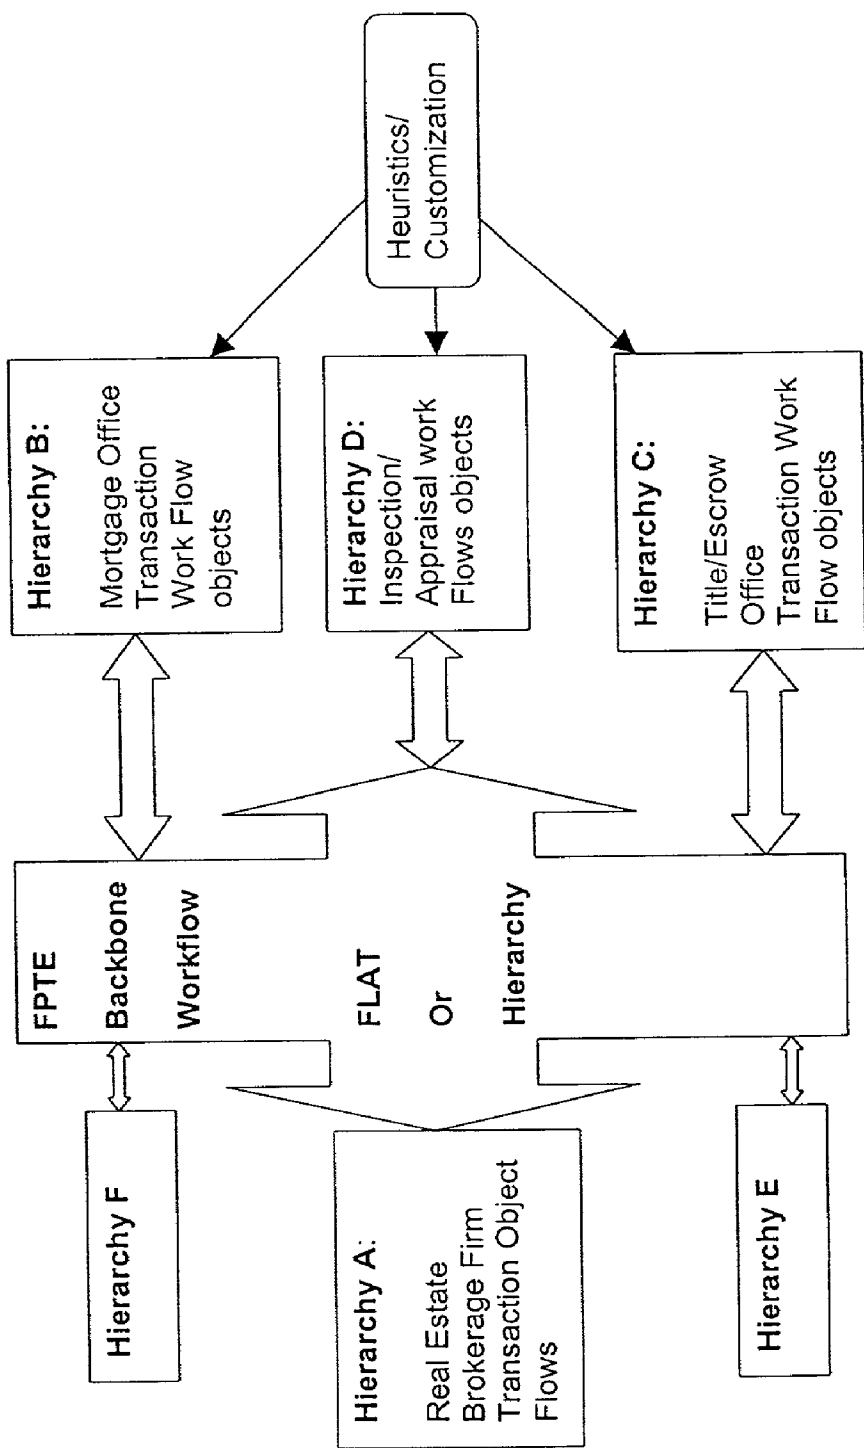 Hierarchy F
Hierarchy A:
Real Estate
Brokerage Firm
Transaction Object
Flows
Hierarchy E
FPTE
Backbone
Workflow
FLAT
Or
Hierarchy
Hierarchy B:
Mortgage Office
Transaction
Work Flow
objects
Hierarchy D:
Inspection/
Appraisal work
Flows objects
Hierarchy C:
Title/Escrow
Office
Transaction Work
Flow objects
Heuristics/
Customization